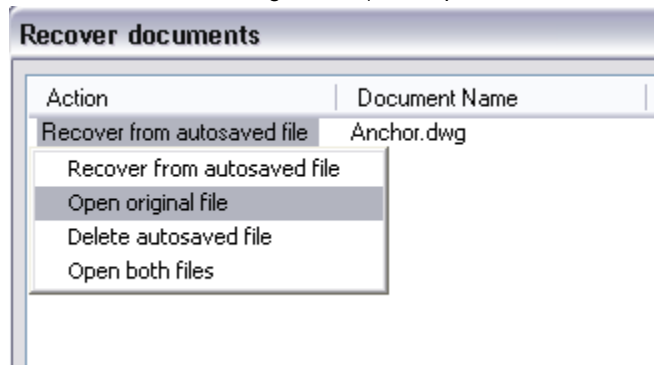 Recover documents
Action Document Name
Recover from autosaved file Anchor.dwg
Recover from autosaved file
Open original file
Delete autosaved file
Open both files